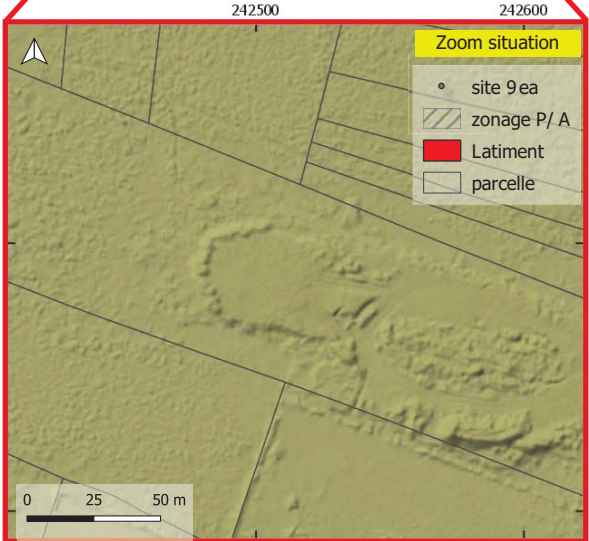 242500 242600
Zoom situation
site 9ea
zonage P/ A
Latiment
parcelle
0 25 50 m